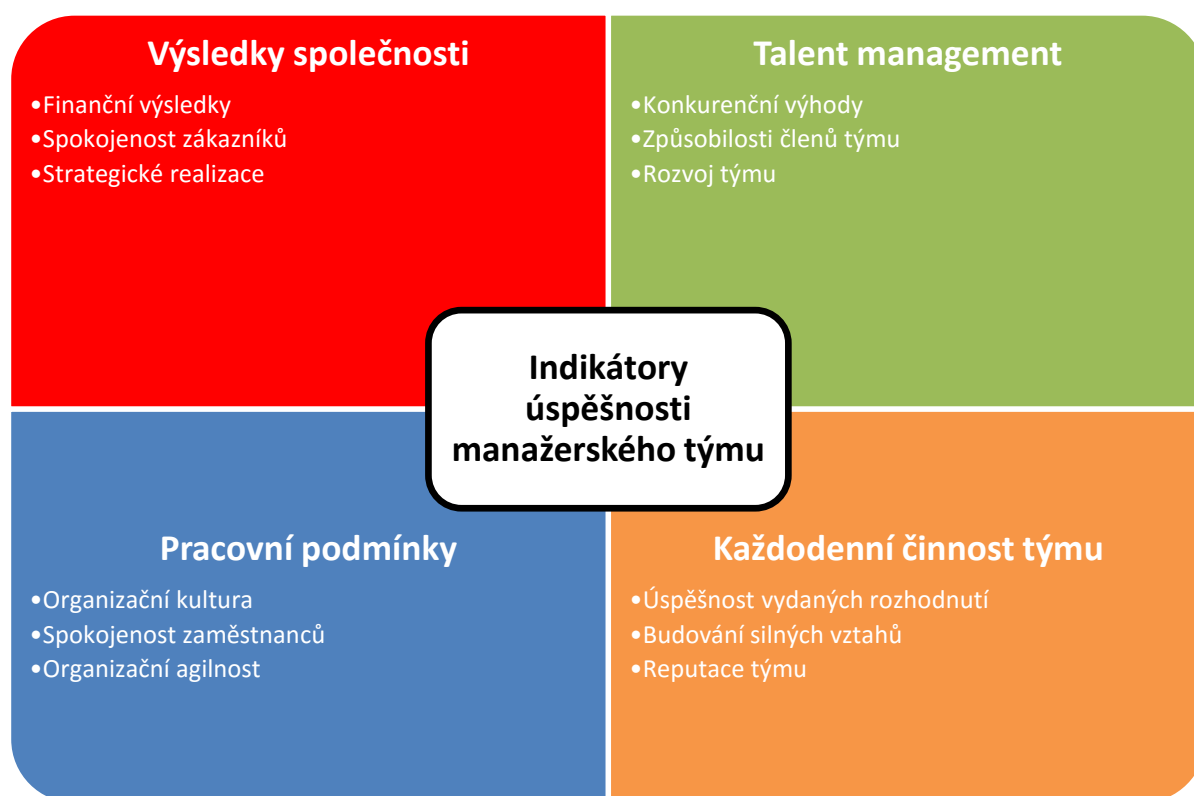 Výsledky společnosti
•Finanční výsledky
•Spokojenost zákazníků
•Strategické realizace
Talent management
•Konkurenční výhody
•Způsobilosti členů týmu
•Rozvoj týmu
Indikátory
úspěšnosti
manažerského týmu
Pracovní podmínky
•Organizační kultura
•Spokojenost zaměstnanců
•Organizační agilnost
Každodenní činnost týmu
•Úspěšnost vydaných rozhodnutí
•Budování silných vztahů
•Reputace týmu